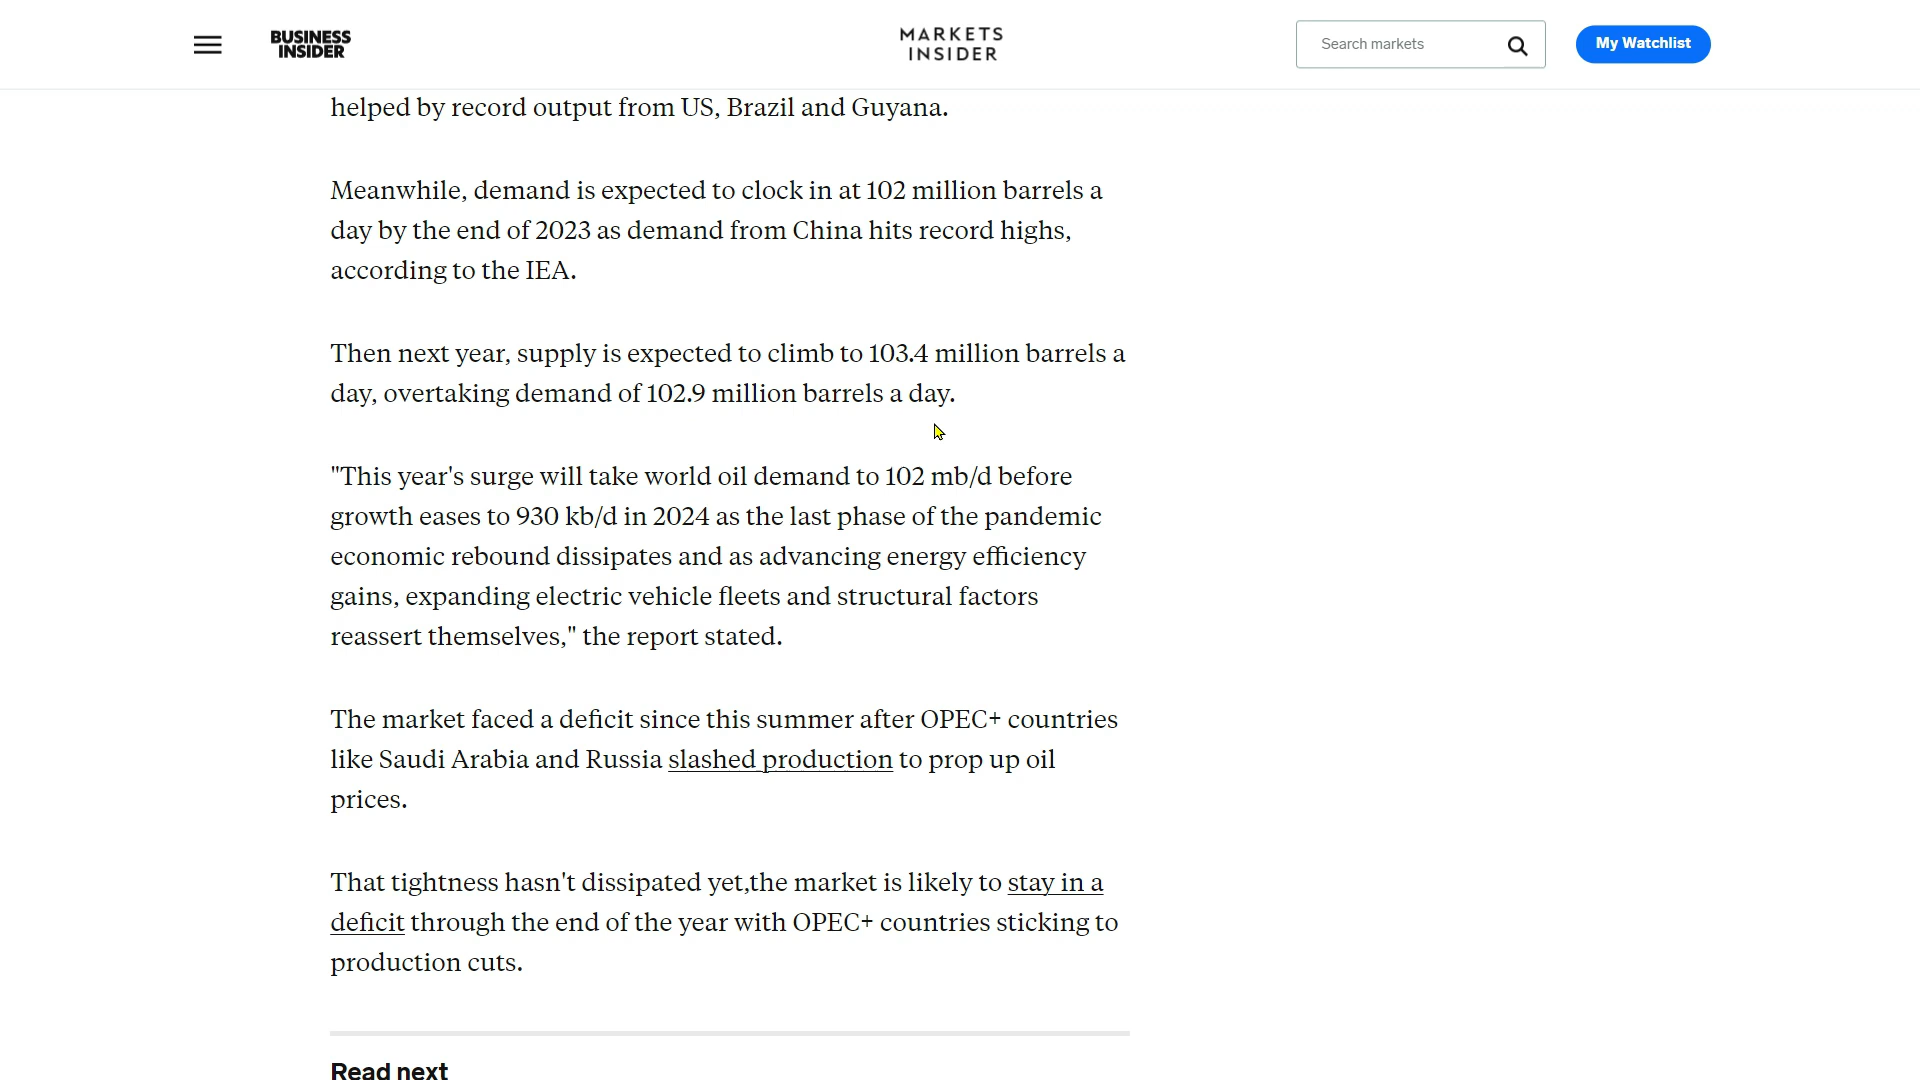 BUSINESS
INSIDER
MARKETS
INSIDER
Search markets
My Watchlist
helped by record output from US, Brazil and Guyana.
Meanwhile, demand is expected to clock in at 102 million barrels a
day by the end of 2023 as demand from China hits record highs,
according to the IEA.
Then next year, supply is expected to climb to 103.4 million barrels a
day, overtaking demand of 102.9 million barrels a day.
"This year's surge will take world oil demand to 102 mb/d before
growth eases to 930 kb/d in 2024 as the last phase of the pandemic
economic rebound dissipates and as advancing energy efficiency
gains, expanding electric vehicle fleets and structural factors
reassert themselves," the report stated.
The market faced a deficit since this summer after OPEC+ countries
like Saudi Arabia and Russia slashed production to prop up oil
prices.
That tightness hasn't dissipated yet,the market is likely to stay in a
deficit through the end of the year with OPEC+ countries sticking to
production cuts.
Read next